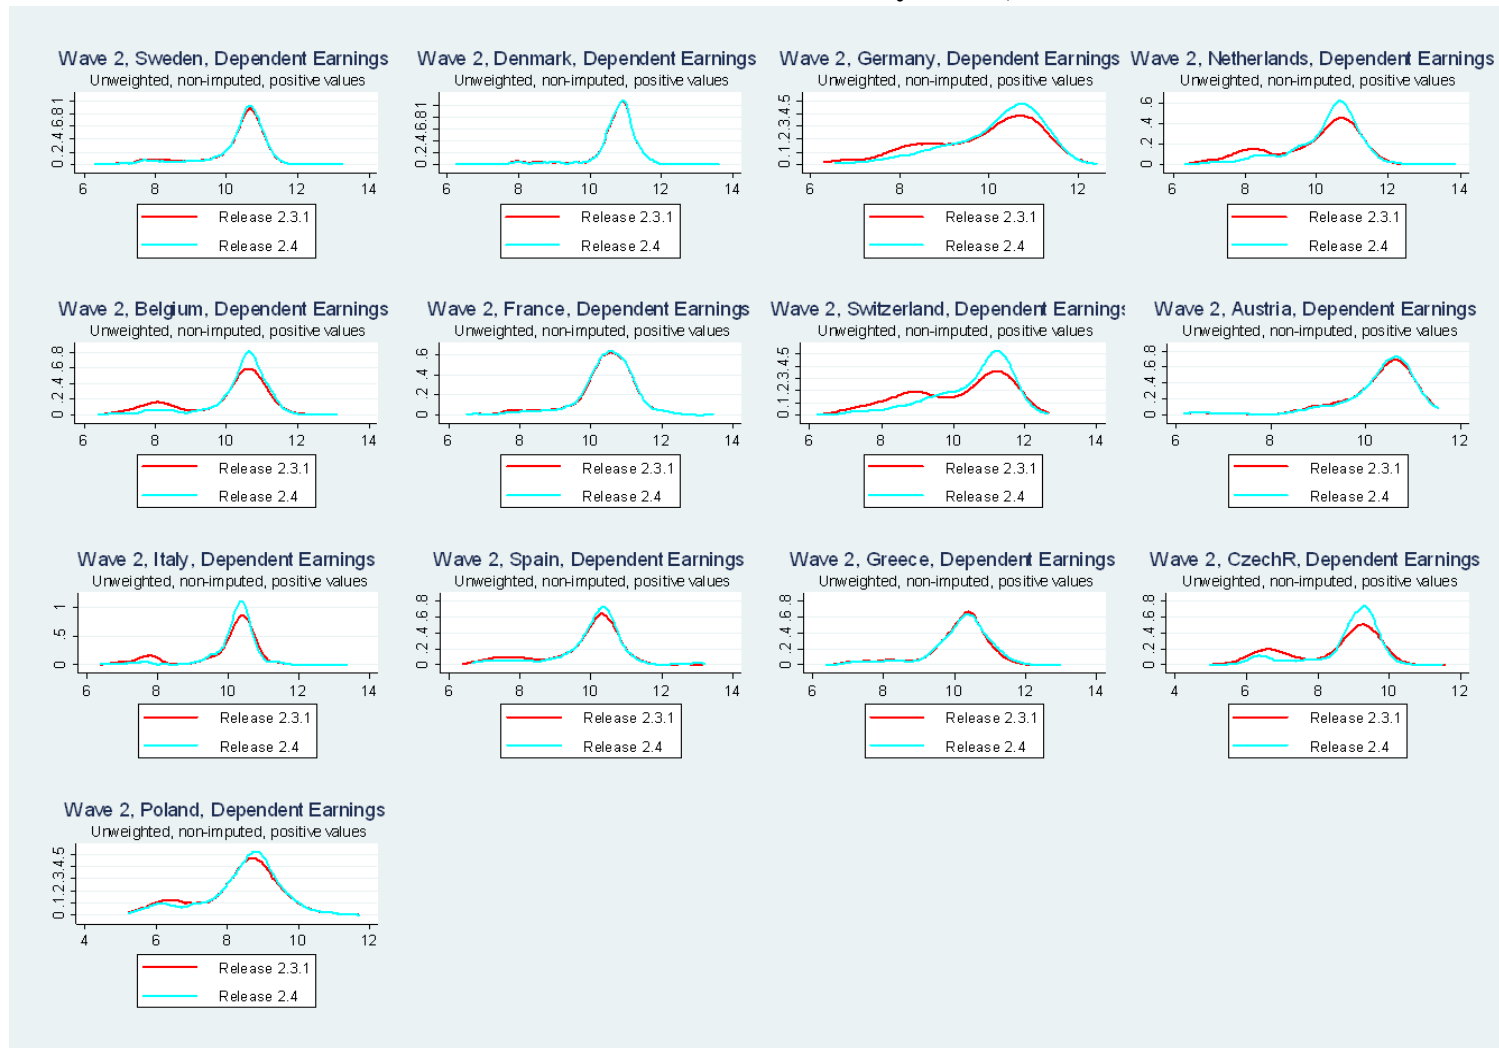 Wave 2, Sweden, Dependent Earnings
Unweighted, non-imputed, positive values
0 .2 .4 .6 .8 1
6 8 10 12 14
Release 2.3.1
Release 2.4
Wave 2, Denmark, Dependent Earnings
Unweighted, non-imputed, positive values
0 .2 .4 .6 .8 1
6 8 10 12 14
Release 2.3.1
Release 2.4
Wave 2, Germany, Dependent Earnings
Unweighted, non-imputed, positive values
0 .1 .2 .3 .4 .5
6 8 10 12
Release 2.3.1
Release 2.4
Wave 2, Netherlands, Dependent Earnings
Unweighted, non-imputed, positive values
0 .2 .4 .6
6 8 10 12 14
Release 2.3.1
Release 2.4
Wave 2, Belgium, Dependent Earnings
Unweighted, non-imputed, positive values
0 .2 .4 .6 .8
6 8 10 12 14
Release 2.3.1
Release 2.4
Wave 2, France, Dependent Earnings
Unweighted, non-imputed, positive values
0 .2 .4 .6
6 8 10 12 14
Release 2.3.1
Release 2.4
Wave 2, Switzerland, Dependent Earnings
Unweighted, non-imputed, positive values
0 .1 .2 .3 .4 .5
6 8 10 12 14
Release 2.3.1
Release 2.4
Wave 2, Austria, Dependent Earnings
Unweighted, non-imputed, positive values
0 .2 .4 .6 .8
6 8 10 12
Release 2.3.1
Release 2.4
Wave 2, Italy, Dependent Earnings
Unweighted, non-imputed, positive values
0 .5 1
6 8 10 12 14
Release 2.3.1
Release 2.4
Wave 2, Spain, Dependent Earnings
Unweighted, non-imputed, positive values
0 .2 .4 .6 .8
6 8 10 12 14
Release 2.3.1
Release 2.4
Wave 2, Greece, Dependent Earnings
Unweighted, non-imputed, positive values
0 .2 .4 .6 .8
6 8 10 12 14
Release 2.3.1
Release 2.4
Wave 2, CzechR, Dependent Earnings
Unweighted, non-imputed, positive values
0 .2 .4 .6 .8
4 6 8 10 12
Release 2.3.1
Release 2.4
Wave 2, Poland, Dependent Earnings
Unweighted, non-imputed, positive values
0 .1 .2 .3 .4 .5
4 6 8 10 12
Release 2.3.1
Release 2.4